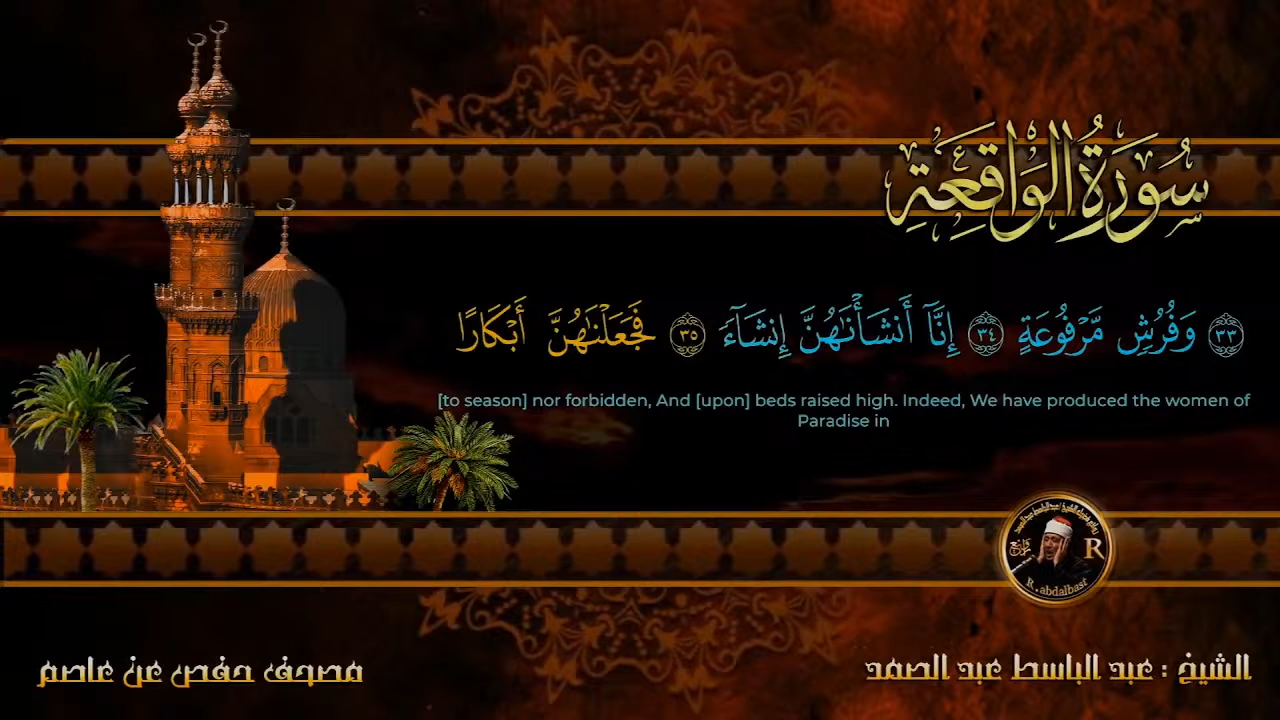 سُورَةُ الوَاقِعَةِ
٣٣ وَفُرُشٍ مَّرْفُوعَةٍ ٣٤ إِنَّآ أَنشَأْنَٰهُنَّ إِنشَآءً ٣٥ فَجَعَلْنَٰهُنَّ أَبْكَارًا
[to season] nor forbidden, And [upon] beds raised high. Indeed, We have produced the women of
Paradise in
R
R.abdalbast
الشيخ : عبد الباسط عبد الصمد
مصحف حفص عن عاصم